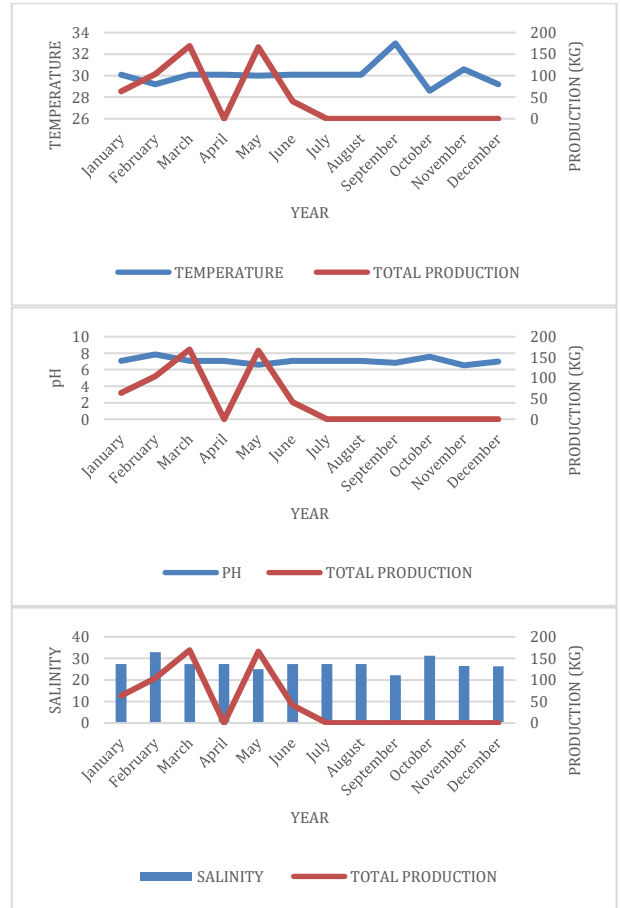 34 200
32 150
30 100
28 50
26 0
TEMPERATURE
PRODUCTION (KG)
January February March April May June July August September October November December
YEAR
TEMPERATURE TOTAL PRODUCTION
10 200
8 150
6 100
4 50
2
0 0
pH
PRODUCTION (KG)
January February March April May June July August September October November December
YEAR
PH TOTAL PRODUCTION
40 200
30 150
20 100
10 50
0 0
SALINITY
PRODUCTION (KG)
January February March April May June July August September October November December
YEAR
SALINITY TOTAL PRODUCTION